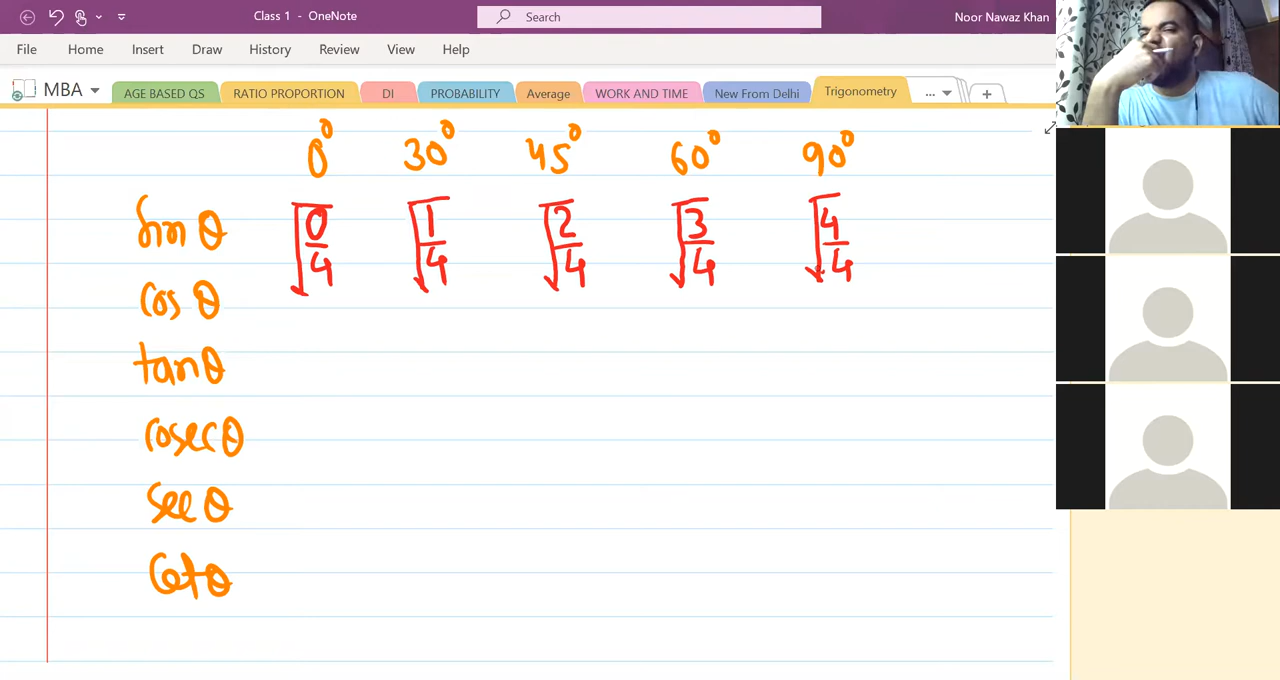 Class 1 - OneNote
Search
Noor Nawaz Khan
File Home Insert Draw History Review View Help
MBA
AGE BASED QS RATIO PROPORTION DI PROBABILITY Average WORK AND TIME New From Delhi Trigonometry ... +
0° 30° 45° 60° 90°
sin θ √0/4 √1/4 √2/4 √3/4 √4/4
cos θ
tan θ
cosec θ
sec θ
cot θ